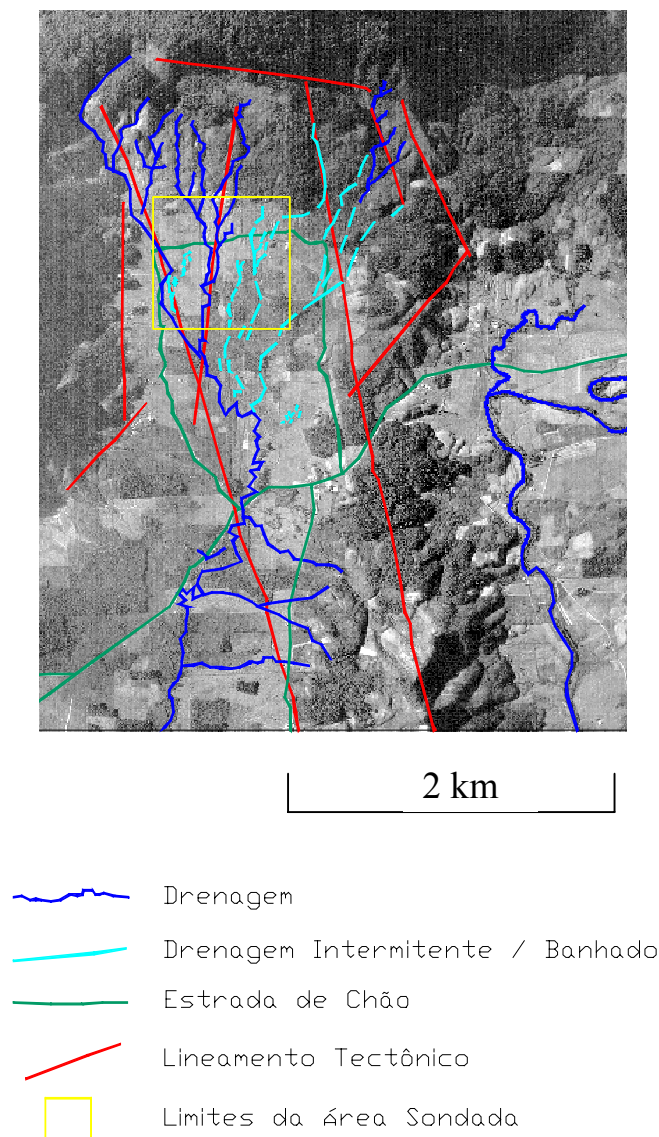 2 km
Drenagem
Drenagem Intermitente / Banhado
Estrada de Chão
Lineamento Tectônico
Limites da Área Sondada